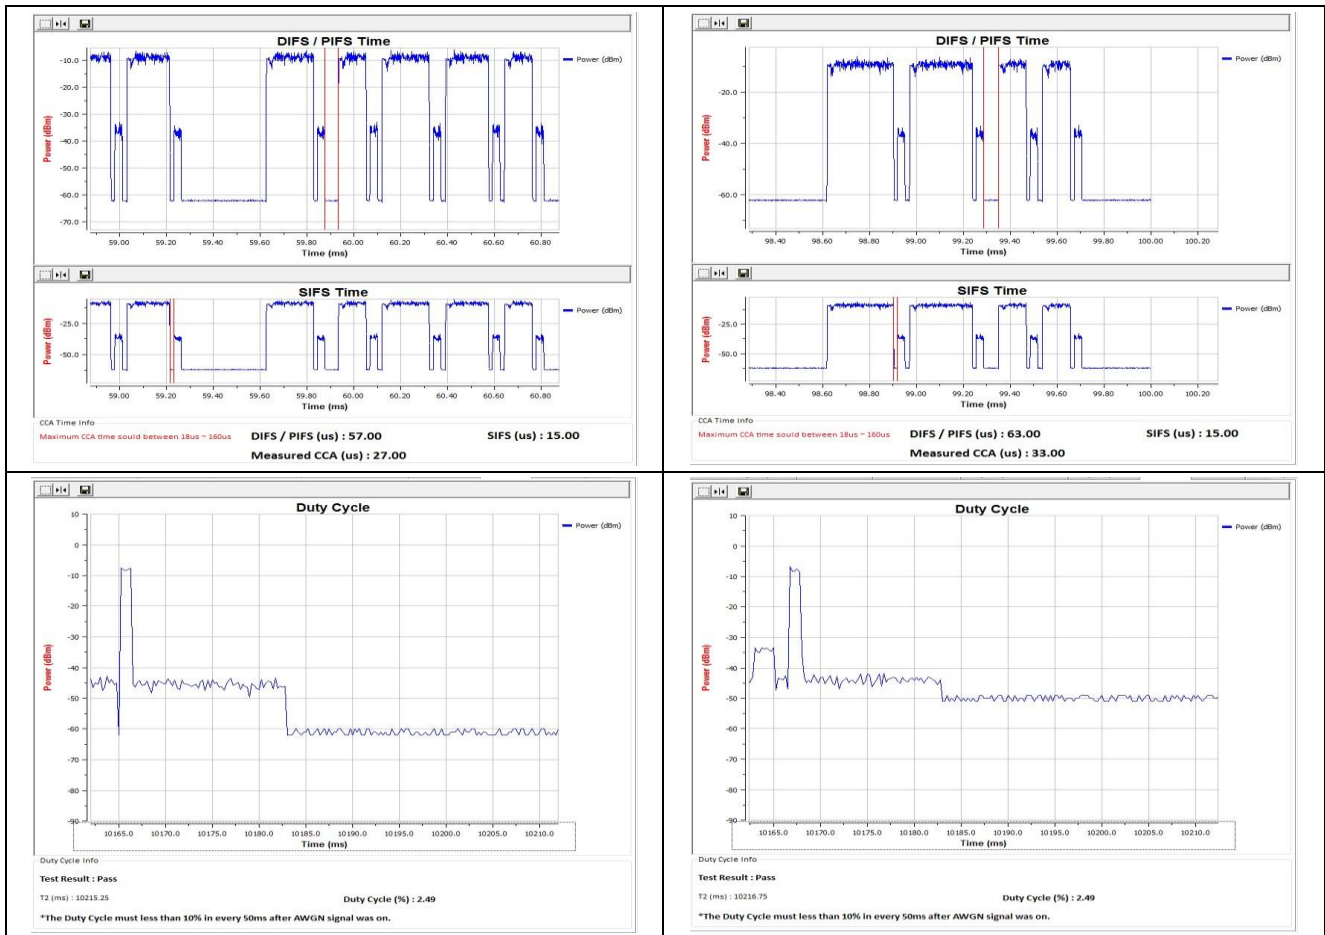 DIFS / PIFS Time
Power (dBm)
-10.0
-20.0
-30.0
-40.0
-50.0
-60.0
-70.0
Power (dBm)
59.00 59.20 59.40 59.60 59.80 60.00 60.20 60.40 60.60 60.80
Time (ms)
SIFS Time
Power (dBm)
-25.0
-50.0
Power (dBm)
59.00 59.20 59.40 59.60 59.80 60.00 60.20 60.40 60.60 60.80
Time (ms)
CCA Time Info
Maximum CCA time sould between 18us ~ 160us DIFS / PIFS (us) : 57.00 SIFS (us) : 15.00
Measured CCA (us) : 27.00
DIFS / PIFS Time
Power (dBm)
-20.0
-40.0
-60.0
Power (dBm)
98.40 98.60 98.80 99.00 99.20 99.40 99.60 99.80 100.00 100.20
Time (ms)
SIFS Time
Power (dBm)
-25.0
-50.0
Power (dBm)
98.40 98.60 98.80 99.00 99.20 99.40 99.60 99.80 100.00 100.20
Time (ms)
CCA Time Info
Maximum CCA time sould between 18us ~ 160us DIFS / PIFS (us) : 63.00 SIFS (us) : 15.00
Measured CCA (us) : 33.00
Duty Cycle
10
Power (dBm)
0
-10
-20
-30
-40
-50
-60
-70
-80
-90
Power (dBm)
10165.0 10170.0 10175.0 10180.0 10185.0 10190.0 10195.0 10200.0 10205.0 10210.0
Time (ms)
Duty Cycle Info
Test Result : Pass
T2 (ms) : 10215.25 Duty Cycle (%) : 2.49
*The Duty Cycle must less than 10% in every 50ms after AWGN signal was on.
Duty Cycle
10
Power (dBm)
0
-10
-20
-30
-40
-50
-60
-70
-80
-90
Power (dBm)
10165.0 10170.0 10175.0 10180.0 10185.0 10190.0 10195.0 10200.0 10205.0 10210.0
Time (ms)
Duty Cycle Info
Test Result : Pass
T2 (ms) : 10216.75 Duty Cycle (%) : 2.49
*The Duty Cycle must less than 10% in every 50ms after AWGN signal was on.